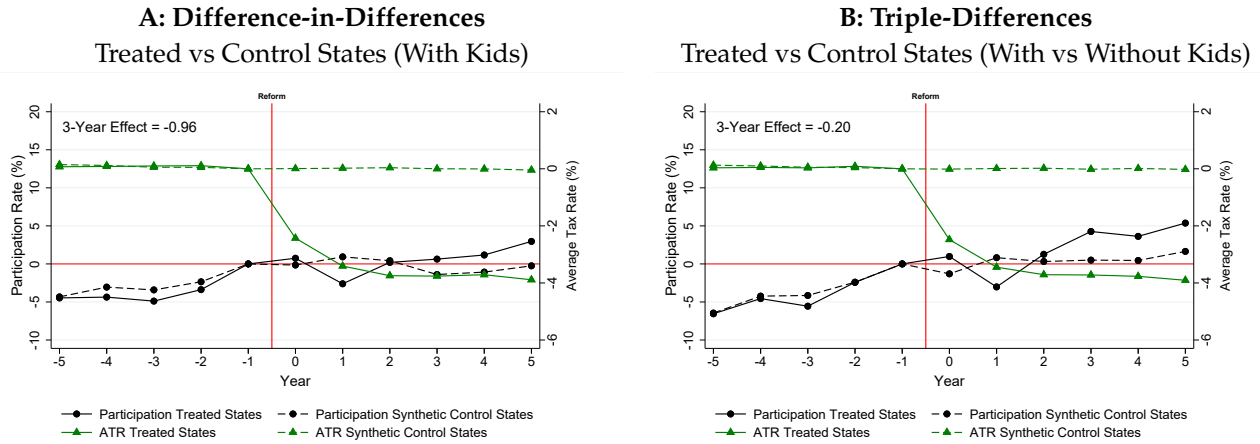 A: Difference-in-Differences
Treated vs Control States (With Kids)
Reform
3-Year Effect = -0.96
Participation Rate (%)
20
15
10
5
0
-5
-10
Average Tax Rate (%)
2
0
-2
-4
-6
-5 -4 -3 -2 -1 0 1 2 3 4 5
Year
Participation Treated States
Participation Synthetic Control States
ATR Treated States
ATR Synthetic Control States
B: Triple-Differences
Treated vs Control States (With vs Without Kids)
Reform
3-Year Effect = -0.20
Participation Rate (%)
20
15
10
5
0
-5
-10
Average Tax Rate (%)
2
0
-2
-4
-6
-5 -4 -3 -2 -1 0 1 2 3 4 5
Year
Participation Treated States
Participation Synthetic Control States
ATR Treated States
ATR Synthetic Control States